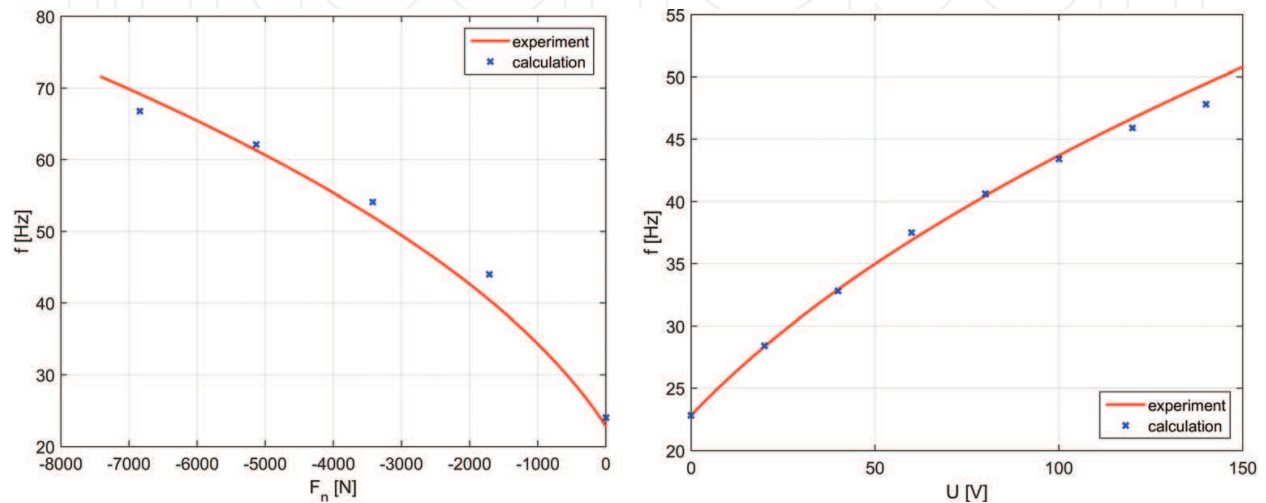 80
70
60
50
40
30
20
f [Hz]
-8000 -7000 -6000 -5000 -4000 -3000 -2000 -1000 0
F_n [N]
experiment
calculation
55
50
45
40
35
30
25
20
f [Hz]
0 50 100 150
U [V]
experiment
calculation